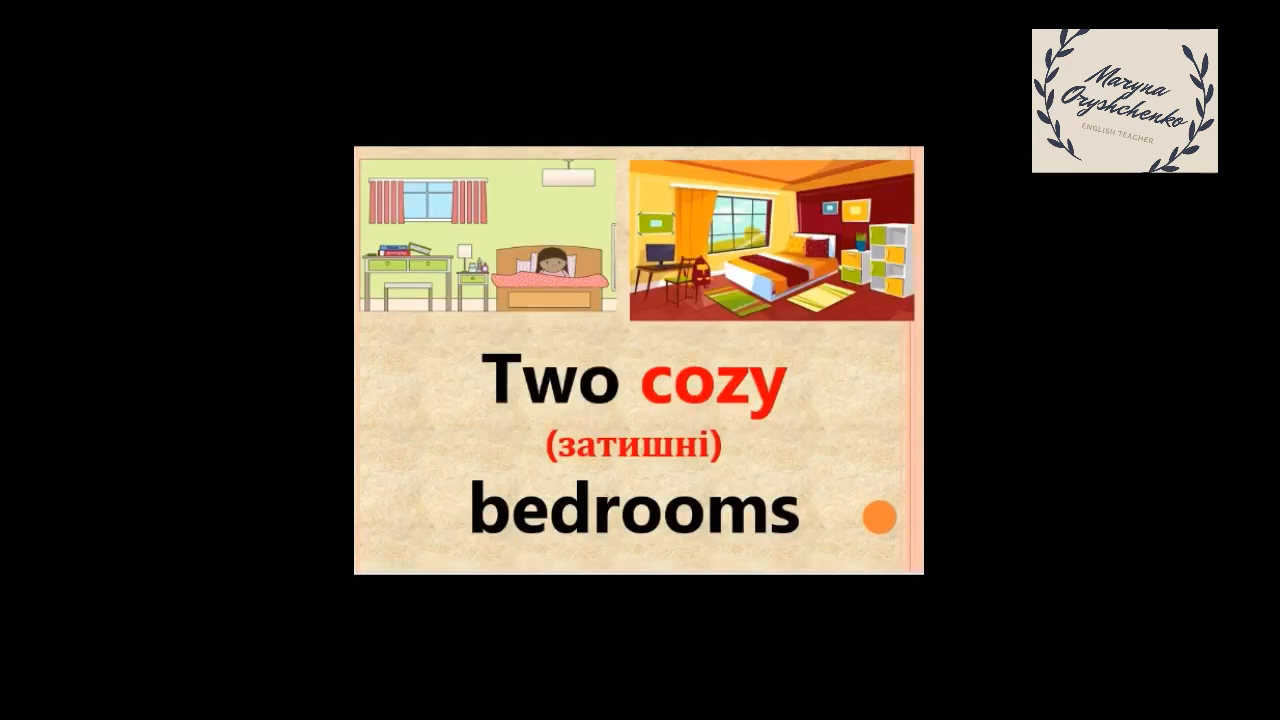 Maryna
Oryshchenko
ENGLISH TEACHER
Two cozy
(затишні)
bedrooms